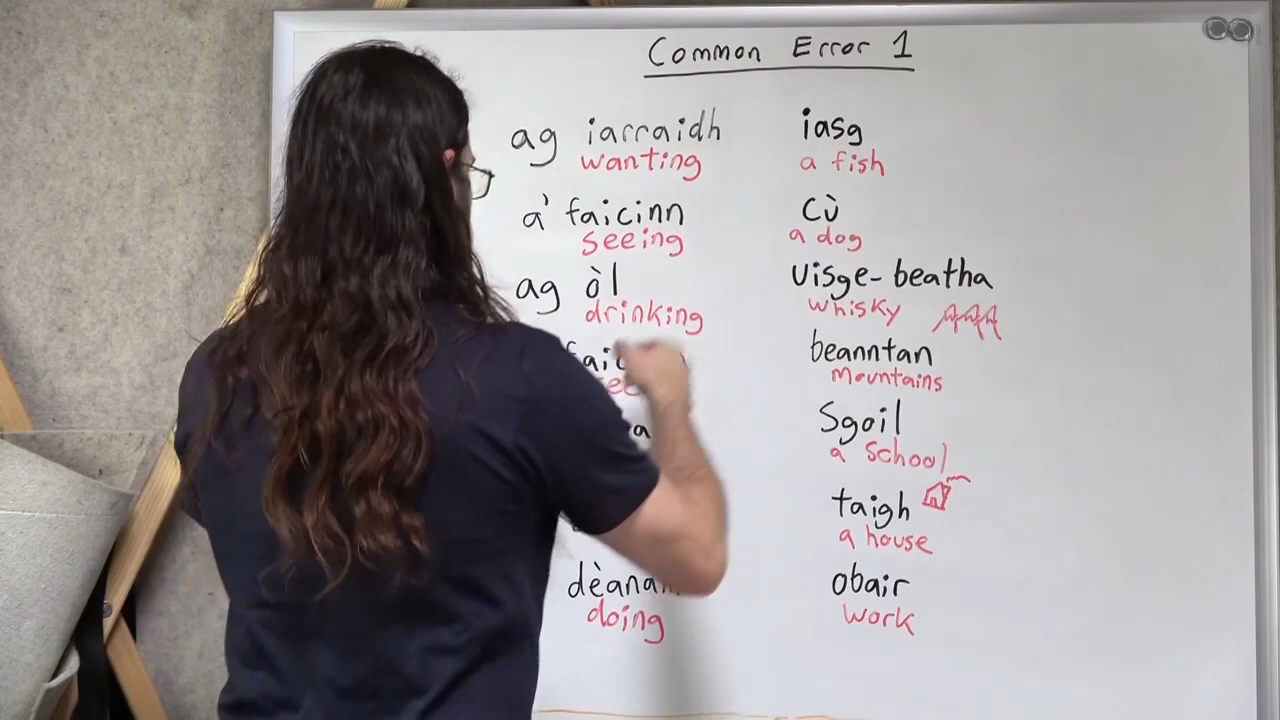 Common Error 1
ag iarraidh iasg
wanting a fish
a' faicinn cù
seeing a dog
ag òl uisge-beatha
drinking whisky
beanntan
mountains
sgoil
a school
taigh
a house
obair
doing work